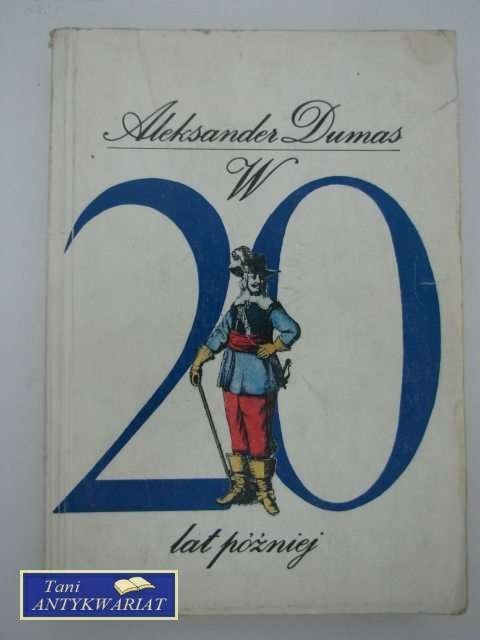 Aleksander Dumas
W
20
lat później
Tani
ANTYKWARIAT